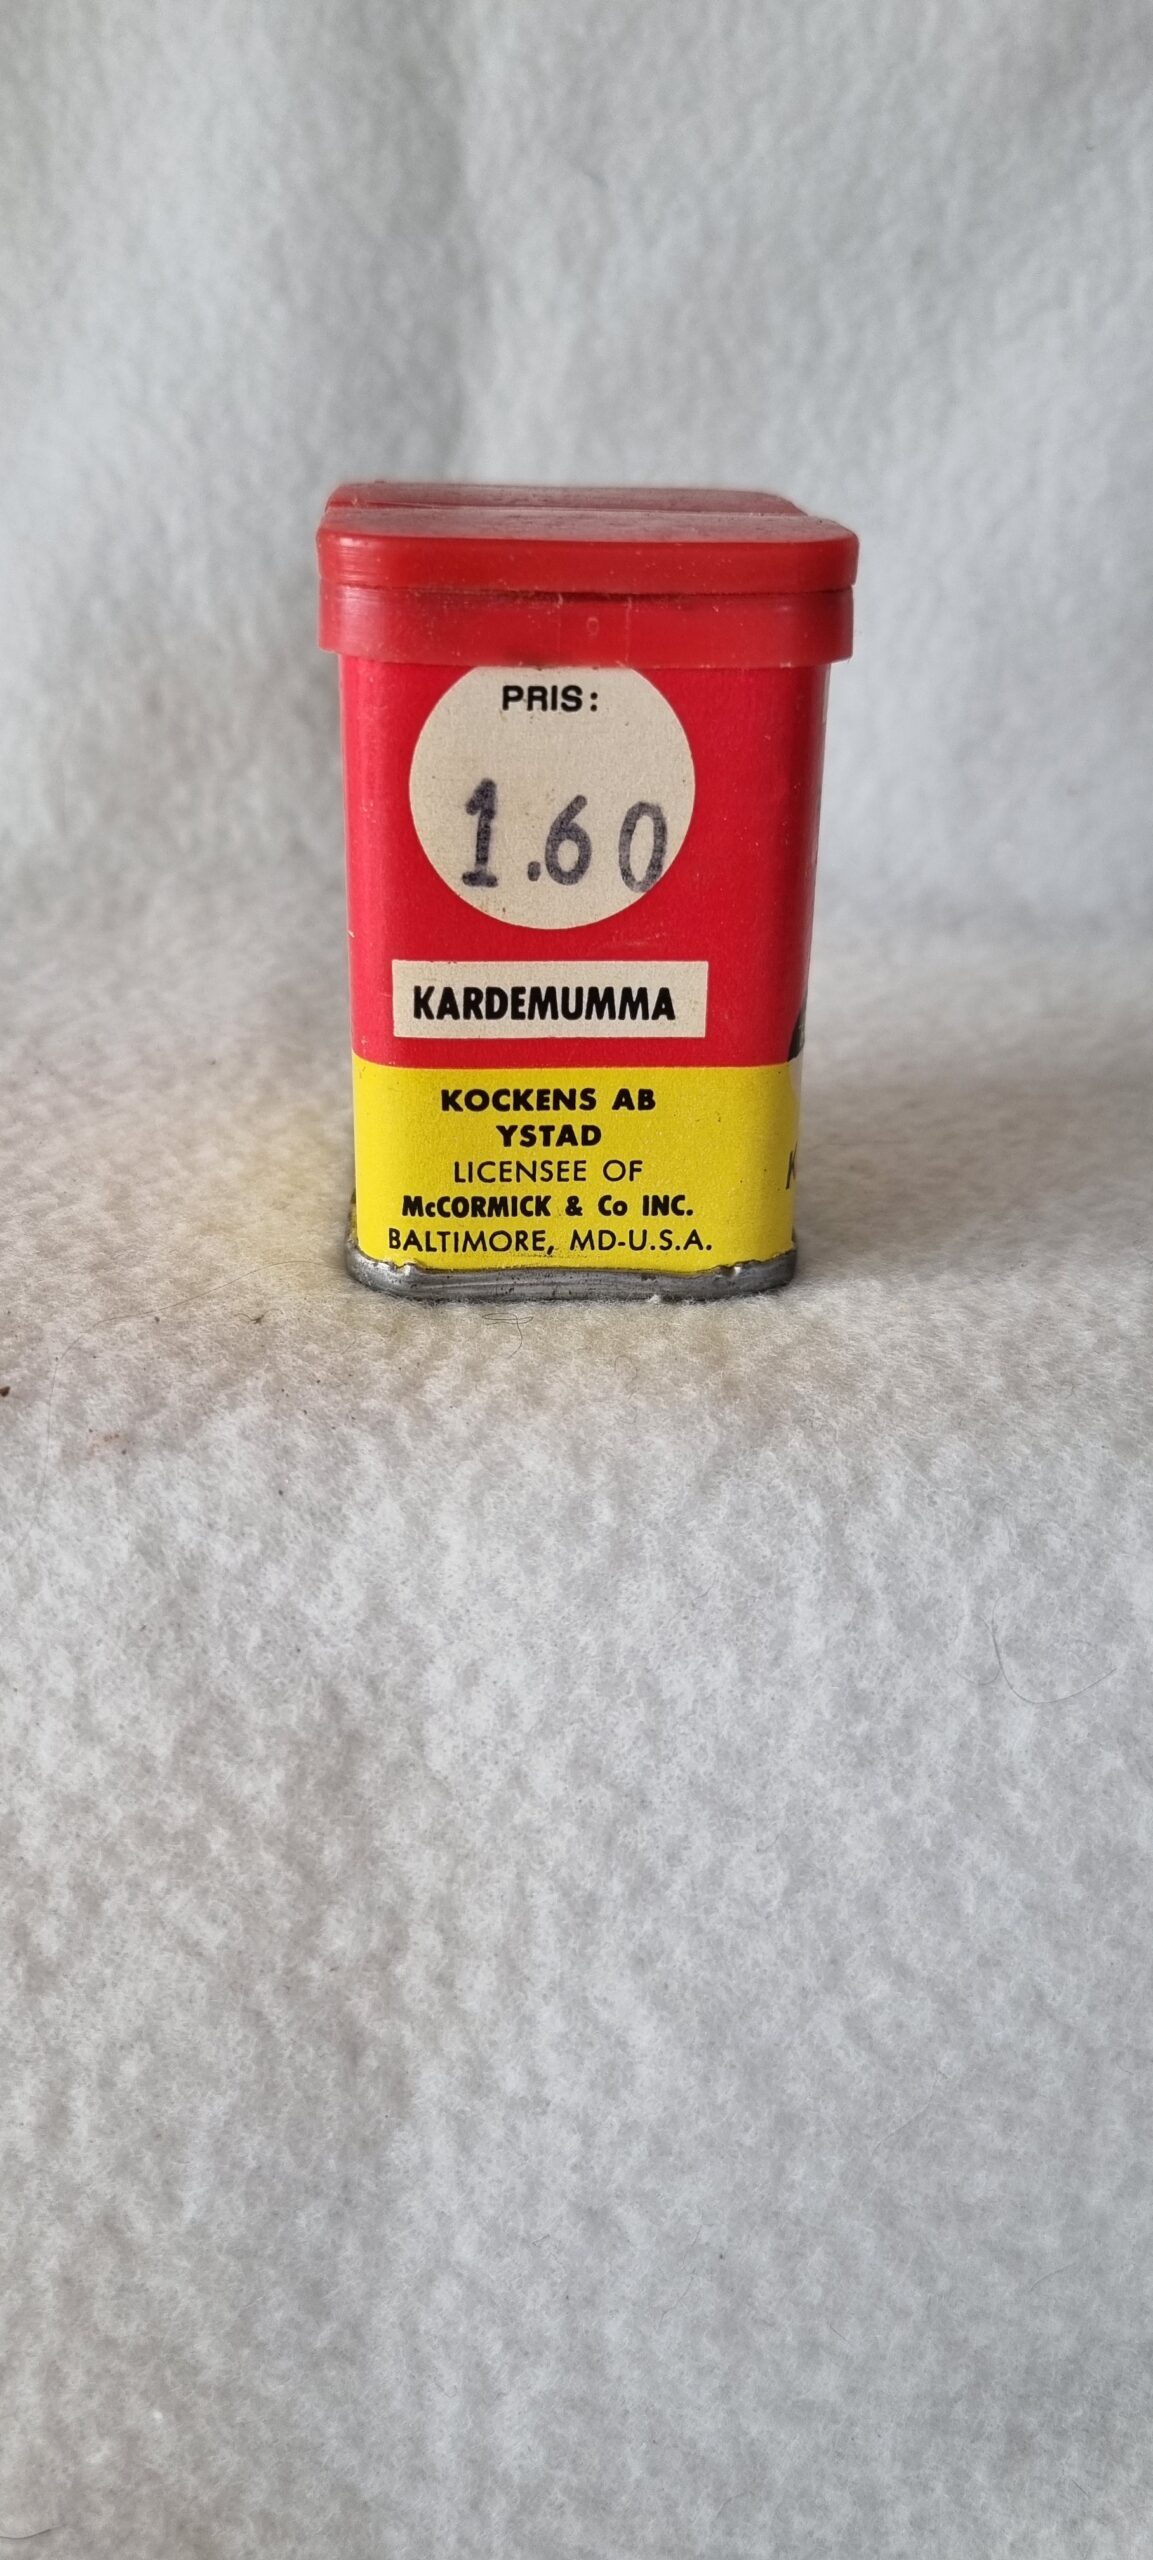 PRIS:
1.60
KARDEMUMMA
KOCKENS AB
YSTAD
LICENSEE OF
McCORMICK & Co INC.
BALTIMORE, MD-U.S.A.